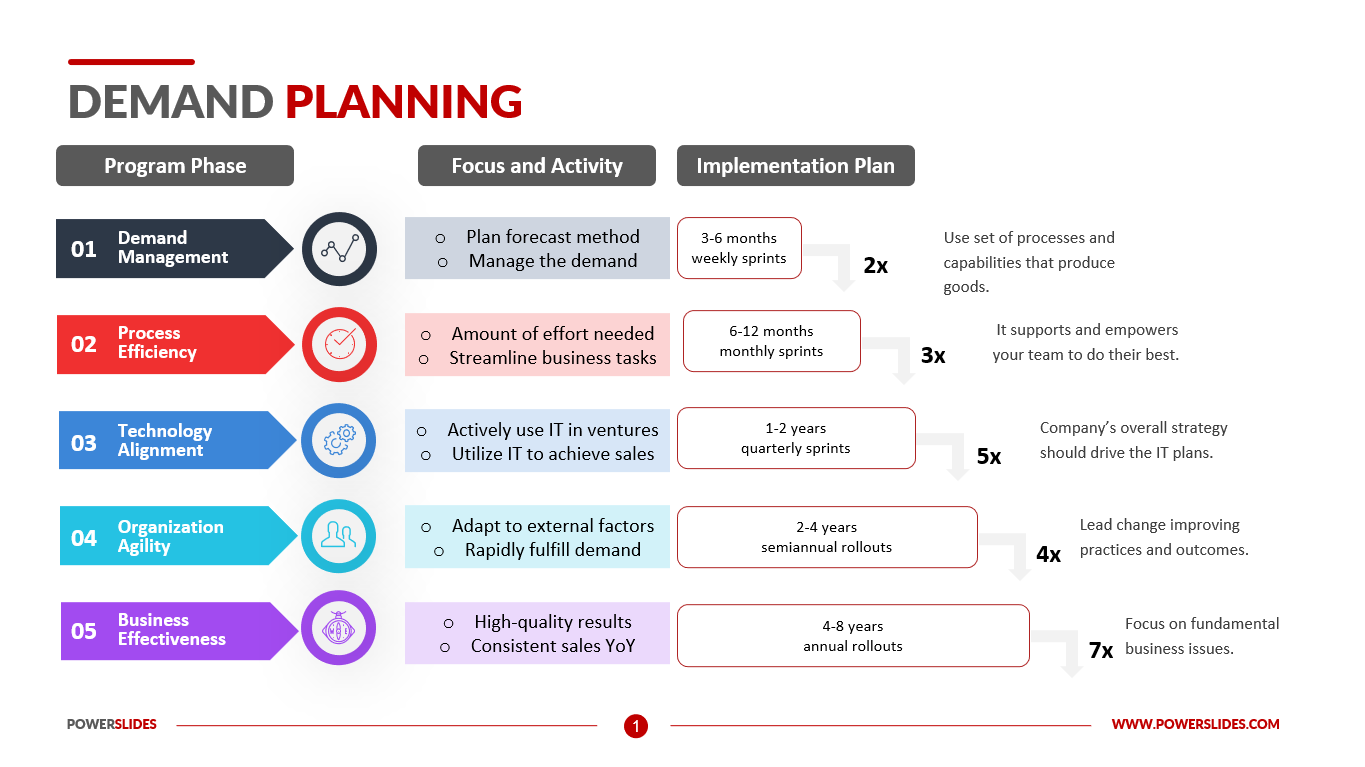 DEMAND PLANNING
Program Phase
Focus and Activity
Implementation Plan
01
Demand
Management
o Plan forecast method
o Manage the demand
3-6 months
weekly sprints
2x
Use set of processes and
capabilities that produce
goods.
02
Process
Efficiency
o Amount of effort needed
o Streamline business tasks
6-12 months
monthly sprints
3x
It supports and empowers
your team to do their best.
03
Technology
Alignment
o Actively use IT in ventures
o Utilize IT to achieve sales
1-2 years
quarterly sprints
5x
Company’s overall strategy
should drive the IT plans.
04
Organization
Agility
o Adapt to external factors
o Rapidly fulfill demand
2-4 years
semiannual rollouts
4x
Lead change improving
practices and outcomes.
05
Business
Effectiveness
o High-quality results
o Consistent sales YoY
4-8 years
annual rollouts
7x
Focus on fundamental
business issues.
POWERSLIDES
1
WWW.POWERSLIDES.COM